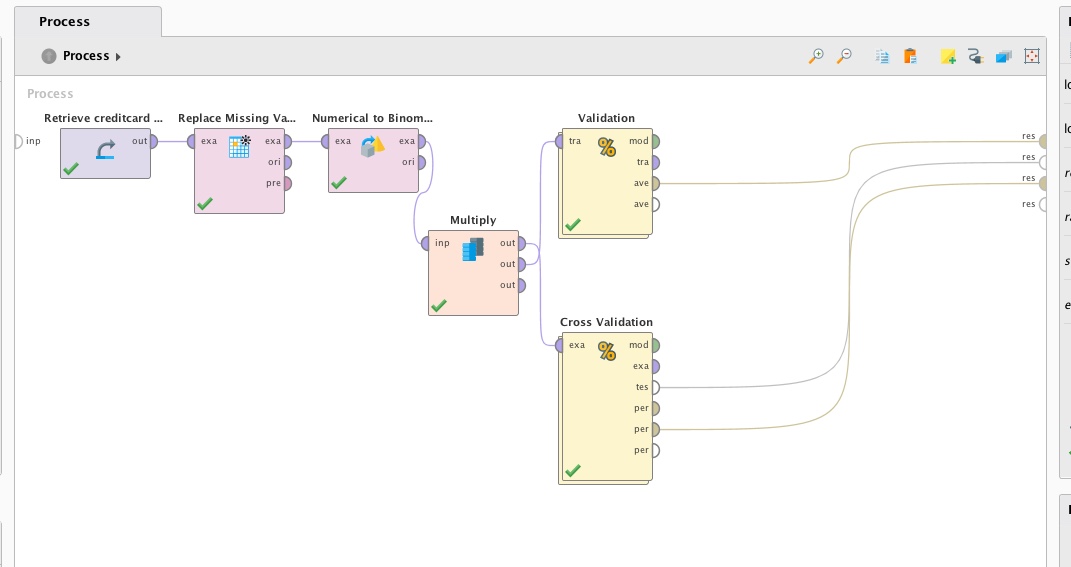 Process
Process
Process
Retrieve creditcard ...
Replace Missing Va...
Numerical to Binom...
Validation
inp
out
exa
exa
ori
pre
exa
exa
ori
tra
mod
tra
ave
ave
res
res
res
res
Multiply
inp
out
out
out
Cross Validation
exa
mod
exa
tes
per
per
per